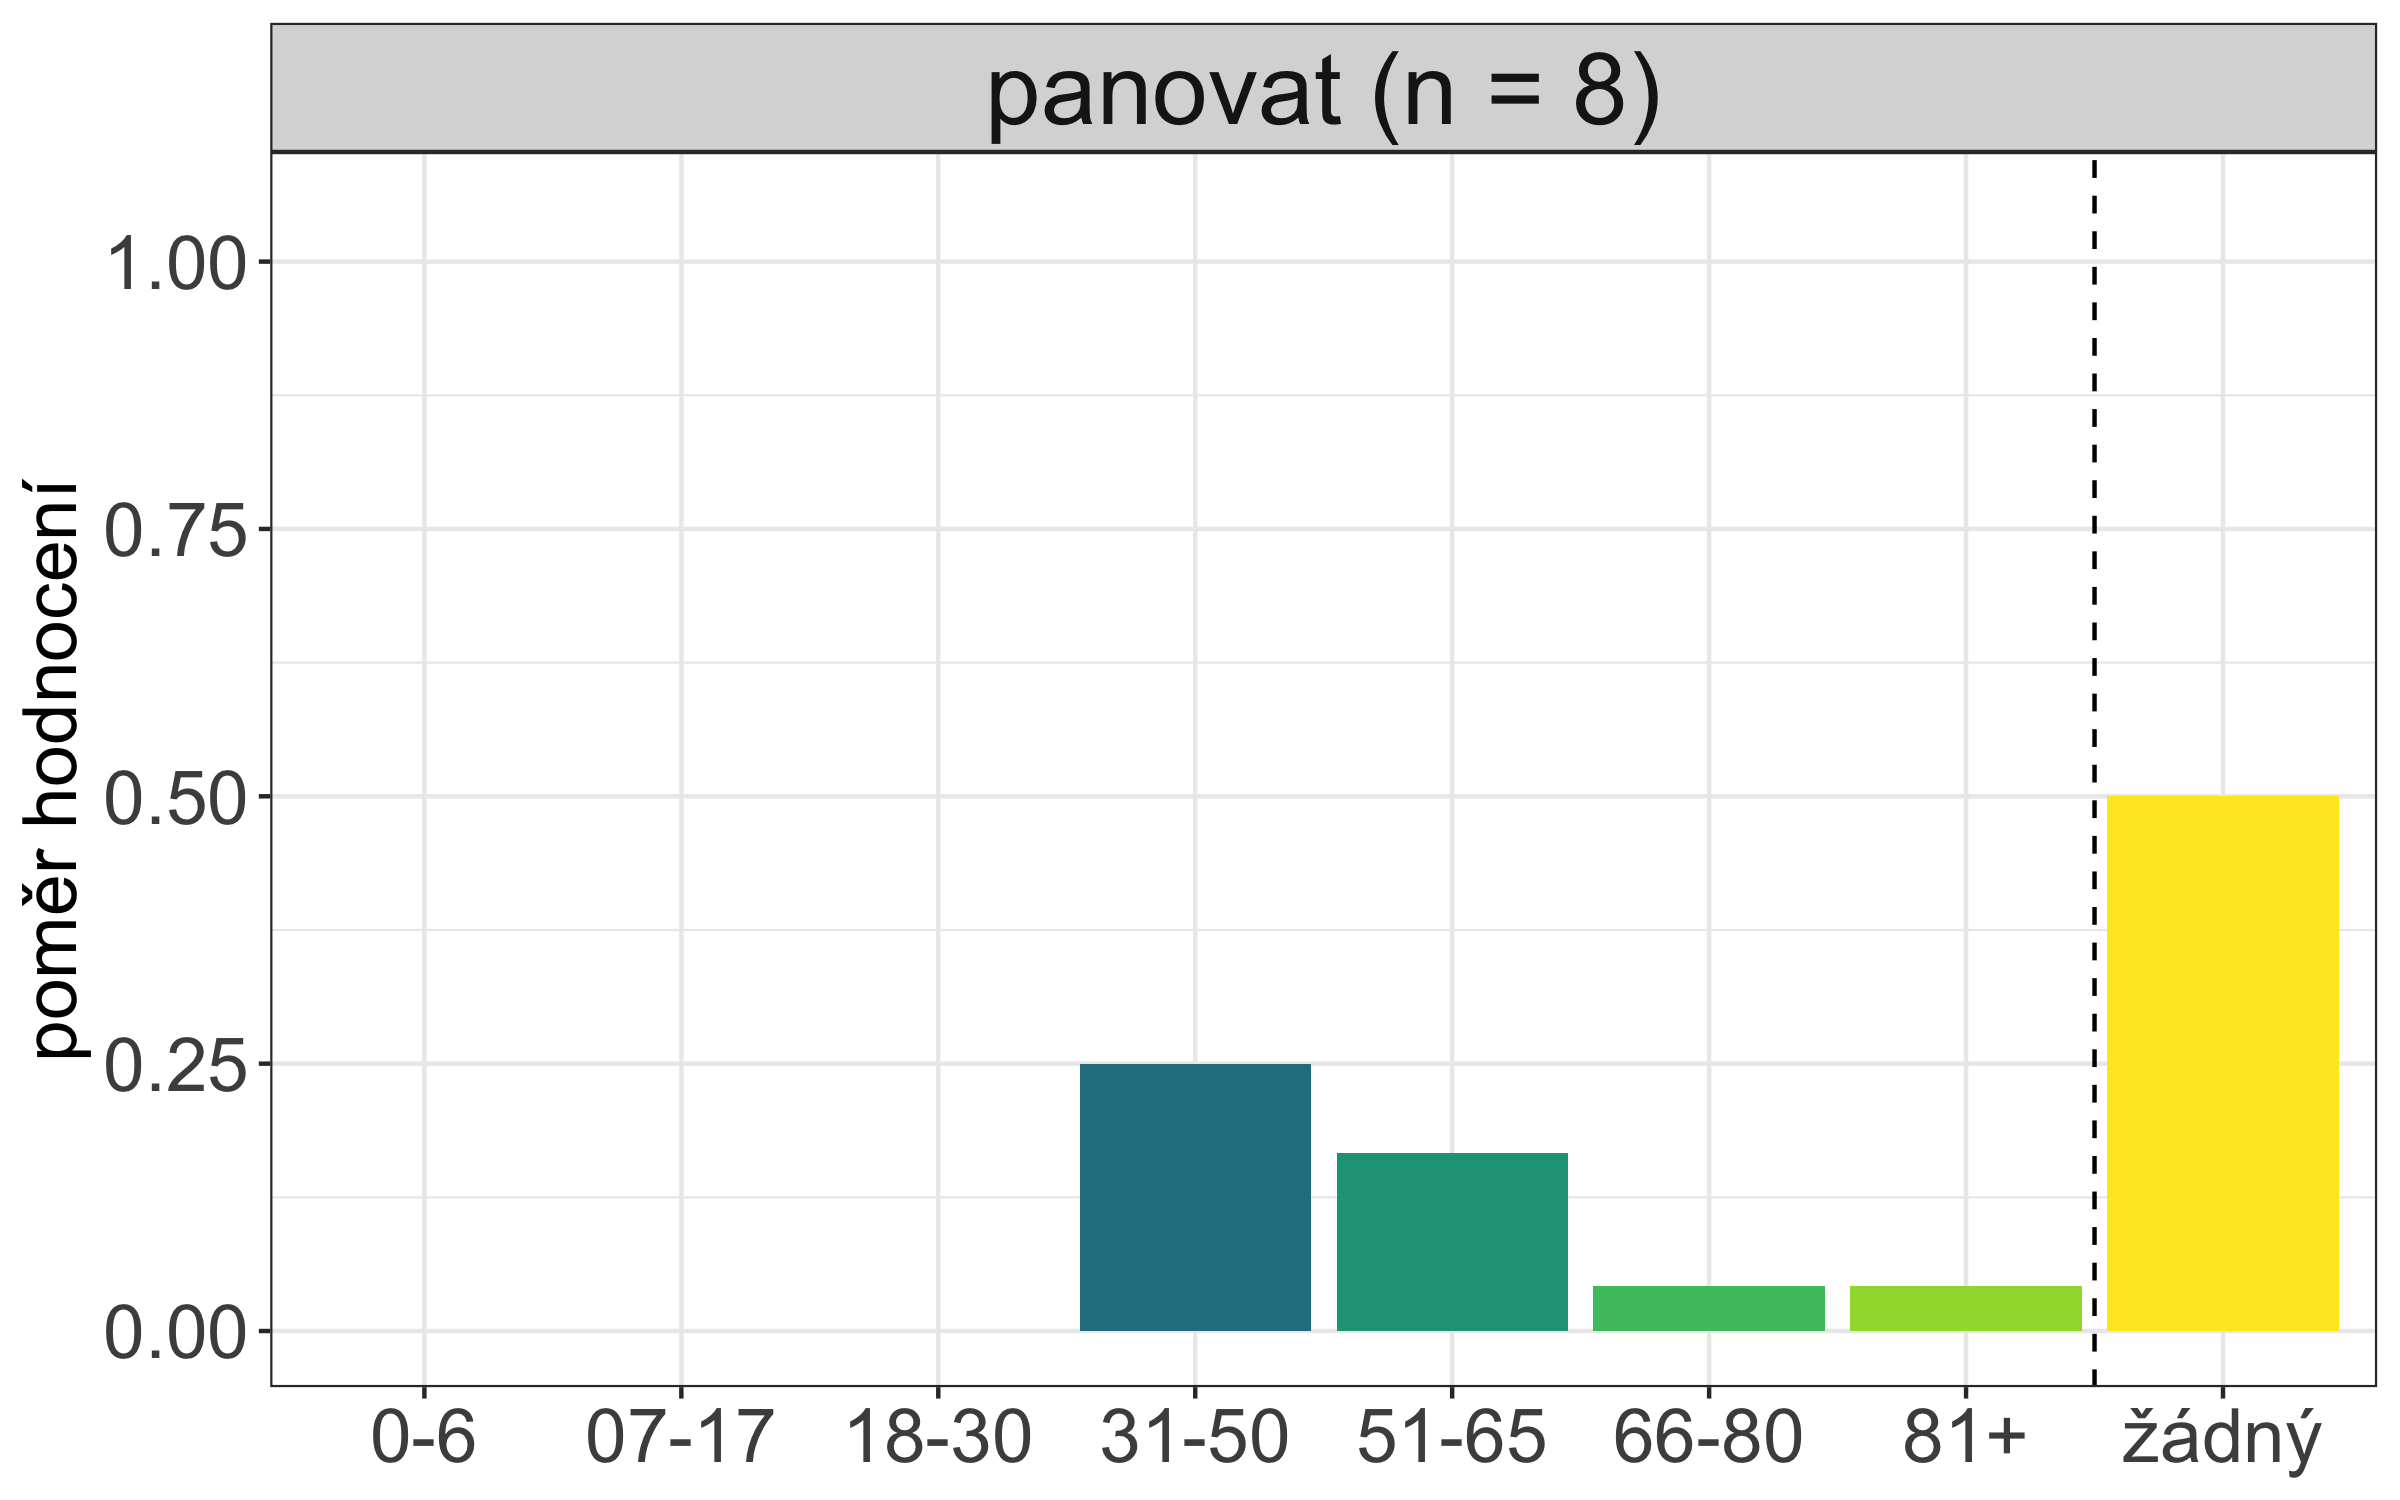 panovat (n = 8)
poměr hodnocení
1.00
0.75
0.50
0.25
0.00
0-6 07-17 18-30 31-50 51-65 66-80 81+ žádný